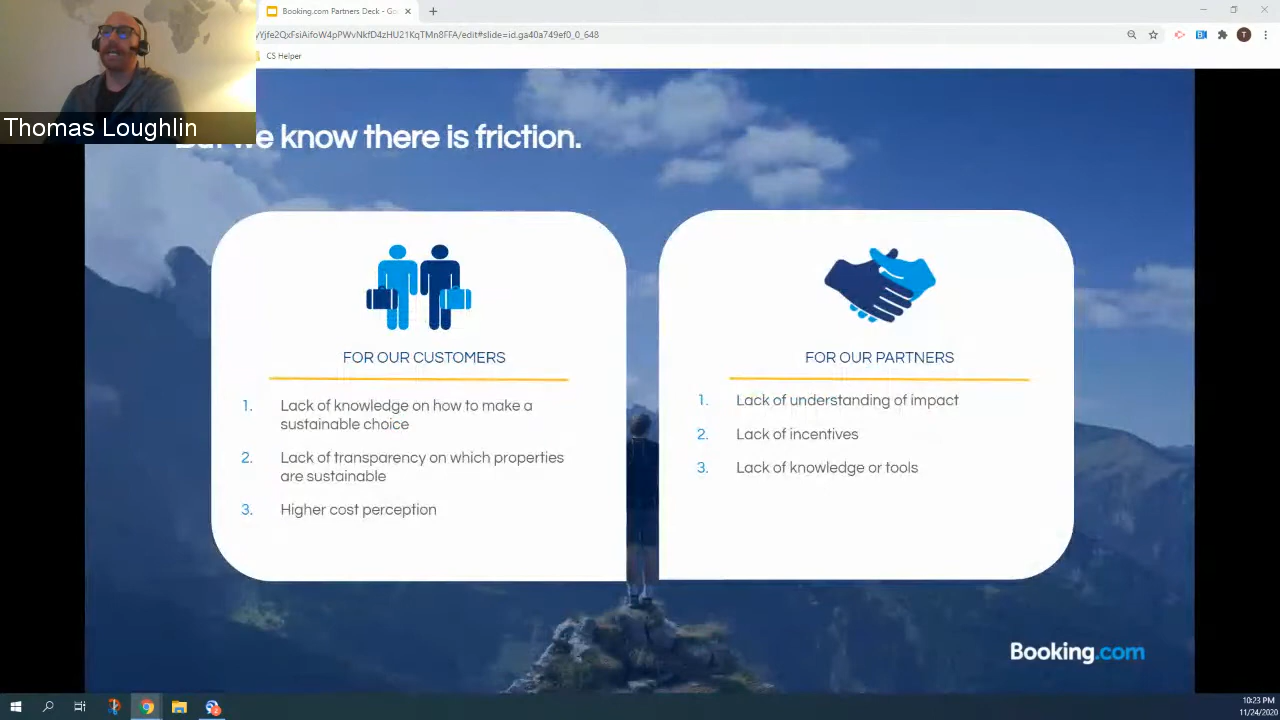 Booking.com Partners Deck - Go
CS Helper
Thomas Loughlin
we know there is friction.
FOR OUR CUSTOMERS
1. Lack of knowledge on how to make a
sustainable choice
2. Lack of transparency on which properties
are sustainable
3. Higher cost perception
FOR OUR PARTNERS
1. Lack of understanding of impact
2. Lack of incentives
3. Lack of knowledge or tools
Booking.com
10:23 PM
11/24/2020